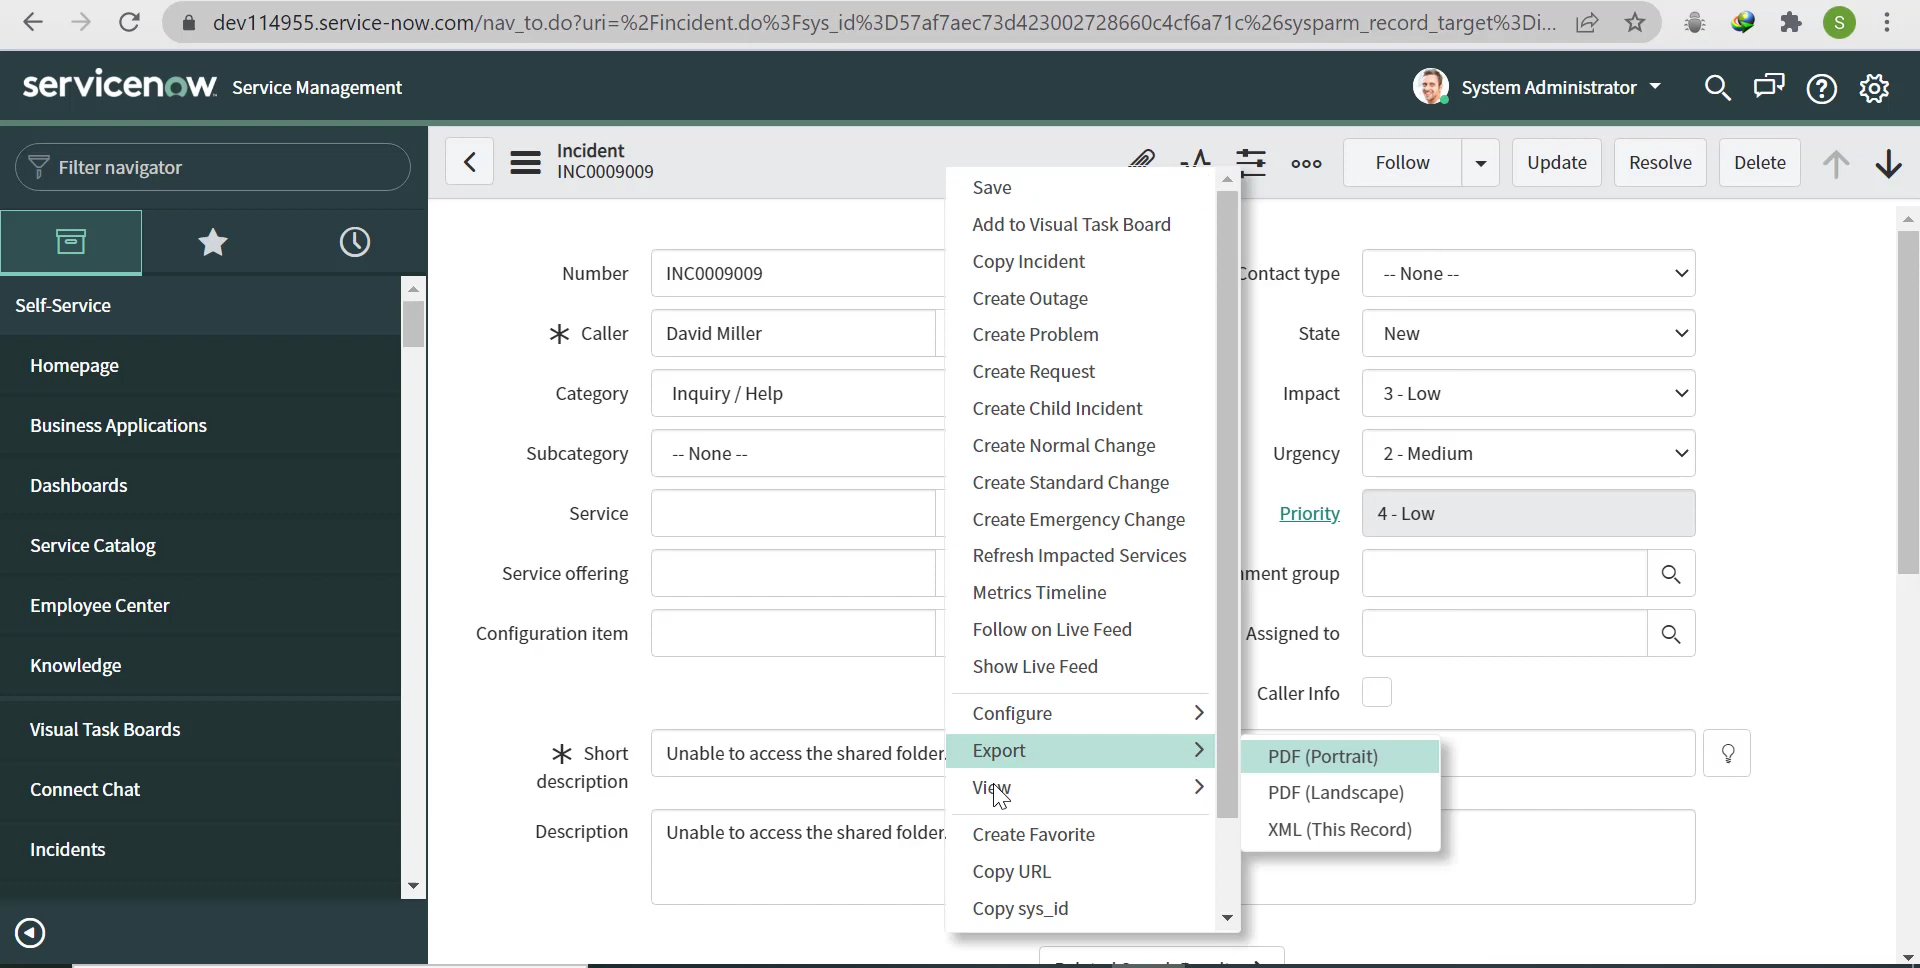 dev114955.service-now.com/nav_to.do?uri=%2Fincident.do%3Fsys_id%3D57af7aec73d423002728660c4cf6a71c%26sysparm_record_target%3Di...
S
servicenow Service Management
System Administrator
Filter navigator
Incident
INC0009009
Follow
Update
Resolve
Delete
Self-Service
Homepage
Business Applications
Dashboards
Service Catalog
Employee Center
Knowledge
Visual Task Boards
Connect Chat
Incidents
Number INC0009009
* Caller David Miller
Category Inquiry / Help
Subcategory -- None --
Service
Service offering
Configuration item
* Short description Unable to access the shared folder.
Description Unable to access the shared folder.
Save
Add to Visual Task Board
Copy Incident
Create Outage
Create Problem
Create Request
Create Child Incident
Create Normal Change
Create Standard Change
Create Emergency Change
Refresh Impacted Services
Metrics Timeline
Follow on Live Feed
Show Live Feed
Configure
Export
View
Create Favorite
Copy URL
Copy sys_id
PDF (Portrait)
PDF (Landscape)
XML (This Record)
Contact type -- None --
State New
Impact 3 - Low
Urgency 2 - Medium
Priority 4 - Low
nment group
Assigned to
Caller Info